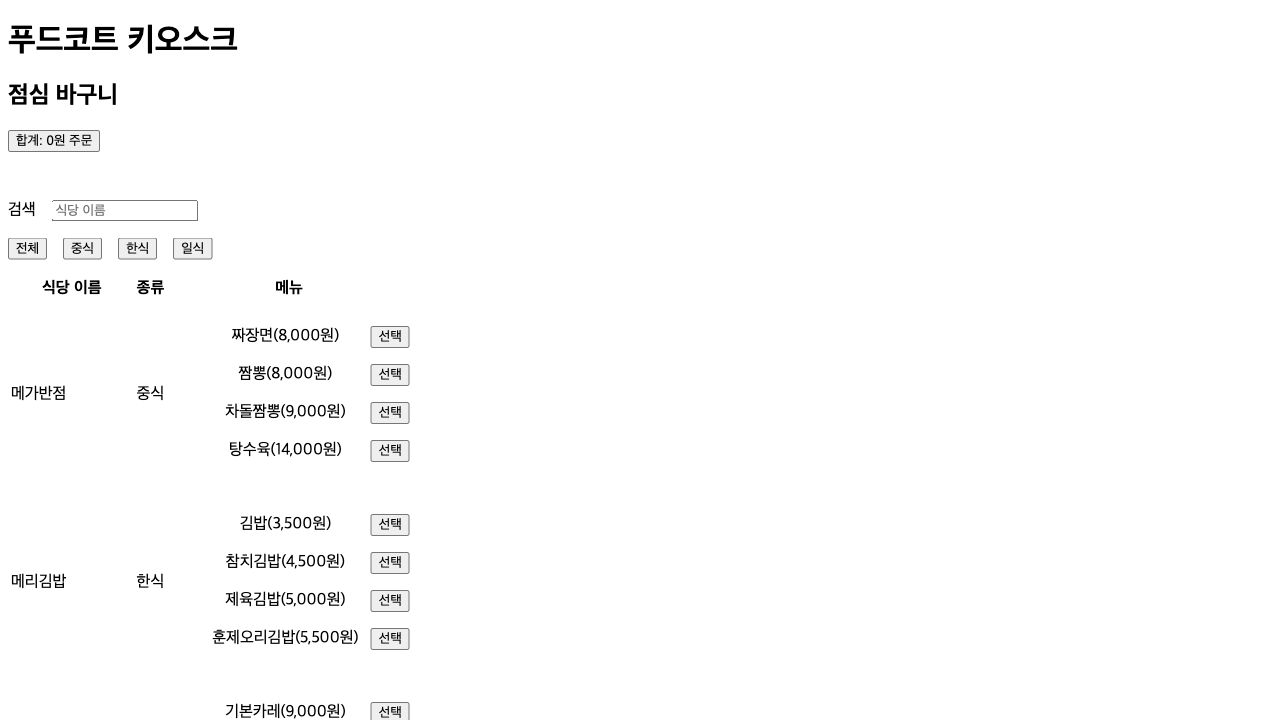 푸드코트 키오스크
점심 바구니
합계: 0원 주문
검색 식당 이름
전체 중식 한식 일식
식당 이름 종류 메뉴
짜장면(8,000원) 선택
짬뽕(8,000원) 선택
메가반점 중식
차돌짬뽕(9,000원) 선택
탕수육(14,000원) 선택
김밥(3,500원) 선택
참치김밥(4,500원) 선택
메리김밥 한식
제육김밥(5,000원) 선택
훈제오리김밥(5,500원) 선택
기본카레(9,000원) 선택